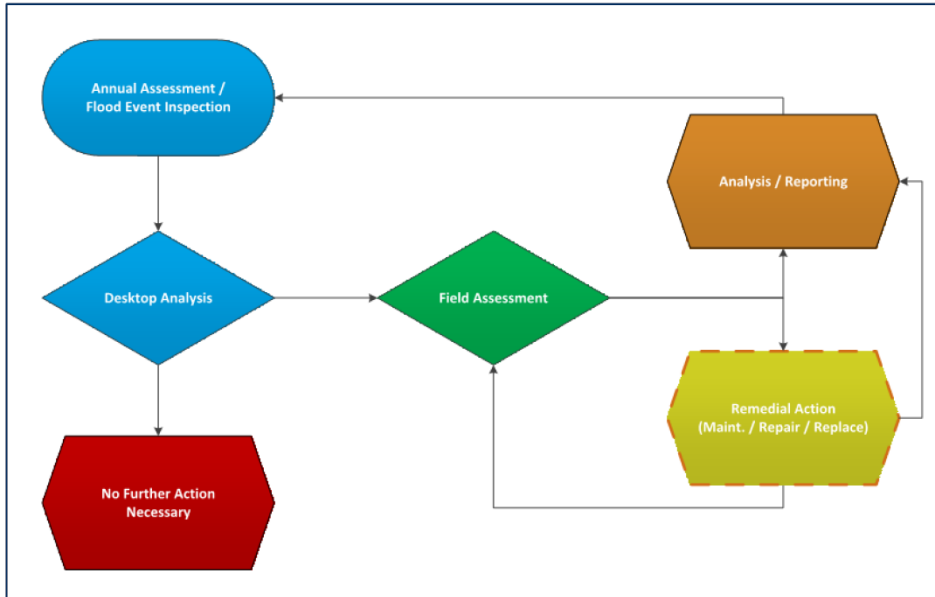 Annual Assessment /
Flood Event Inspection
Analysis / Reporting
Desktop Analysis
Field Assessment
Remedial Action
(Maint. / Repair / Replace)
No Further Action
Necessary